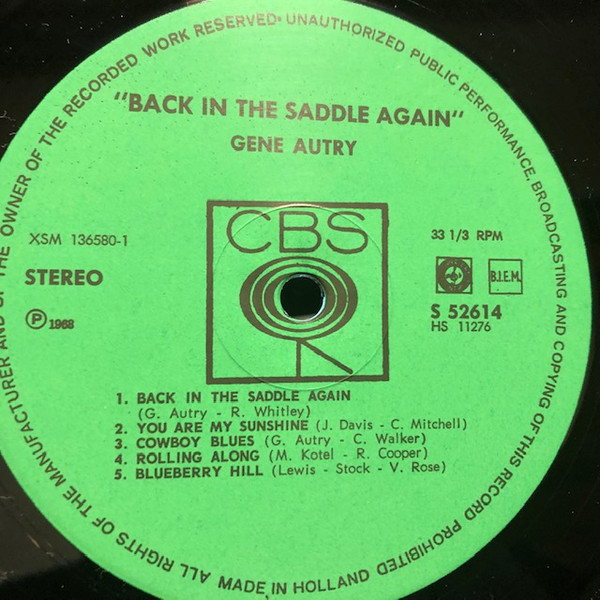 MANUFACTURER AND OF THE OWNER OF THE RECORDED WORK RESERVED· UNAUTHORIZED PUBLIC PERFORMANCE, BROADCASTING AND COPYING OF THIS RECORD PROHIBITED
"BACK IN THE SADDLE AGAIN"
GENE AUTRY
CBS
XSM 136580-1
33 1/3 RPM
STEREO
B.I.E.M.
S 52614
HS 11276
℗ 1968
1. BACK IN THE SADDLE AGAIN
(G. Autry - R. Whitley)
2. YOU ARE MY SUNSHINE (J. Davis - C. Mitchell)
3. COWBOY BLUES (G. Autry - C. Walker)
4. ROLLING ALONG (M. Kotel - R. Cooper)
5. BLUEBERRY HILL (Lewis - Stock - V. Rose)
ALL RIGHTS OF THE
MADE IN HOLLAND